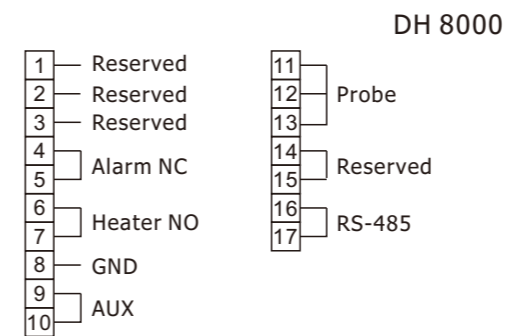 DH 8000
1 Reserved
2 Reserved
3 Reserved
4
5
Alarm NC
6
7
Heater NO
8 GND
9
10
AUX
11
12
13
Probe
14
15
Reserved
16
17
RS-485